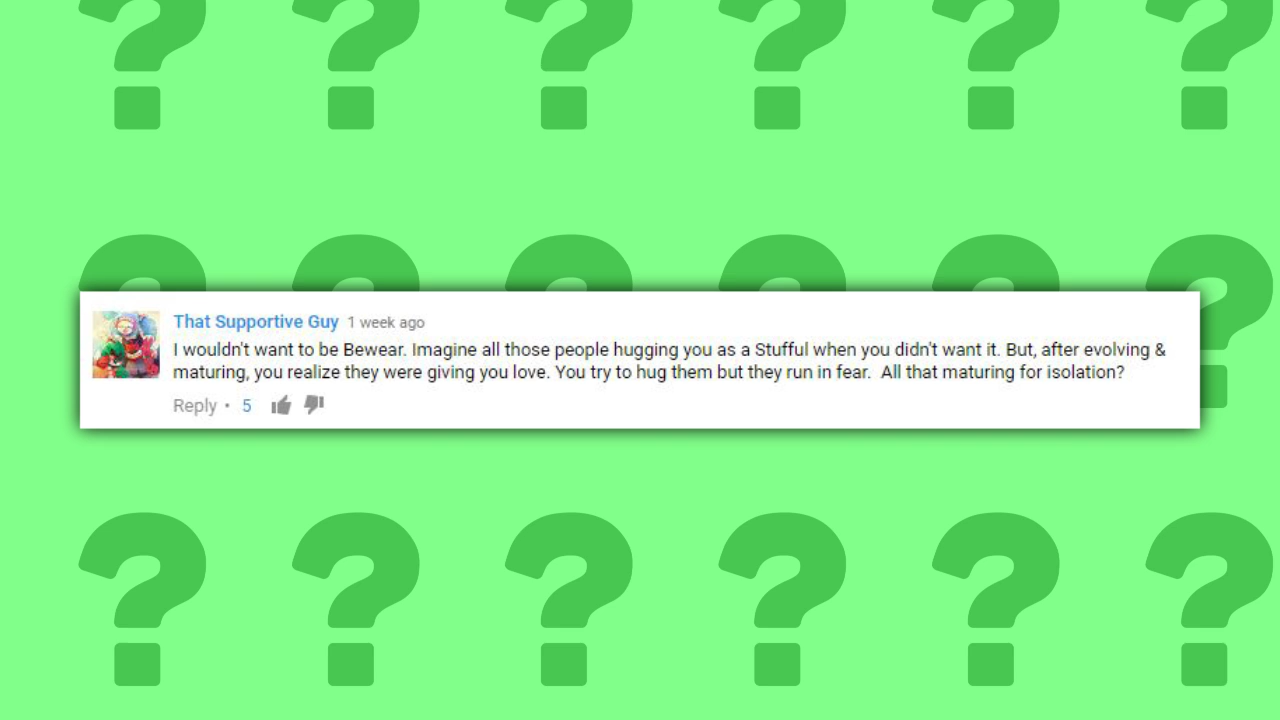 That Supportive Guy 1 week ago
I wouldn't want to be Bewear. Imagine all those people hugging you as a Stufful when you didn't want it. But, after evolving &
maturing, you realize they were giving you love. You try to hug them but they run in fear.  All that maturing for isolation?
Reply • 5